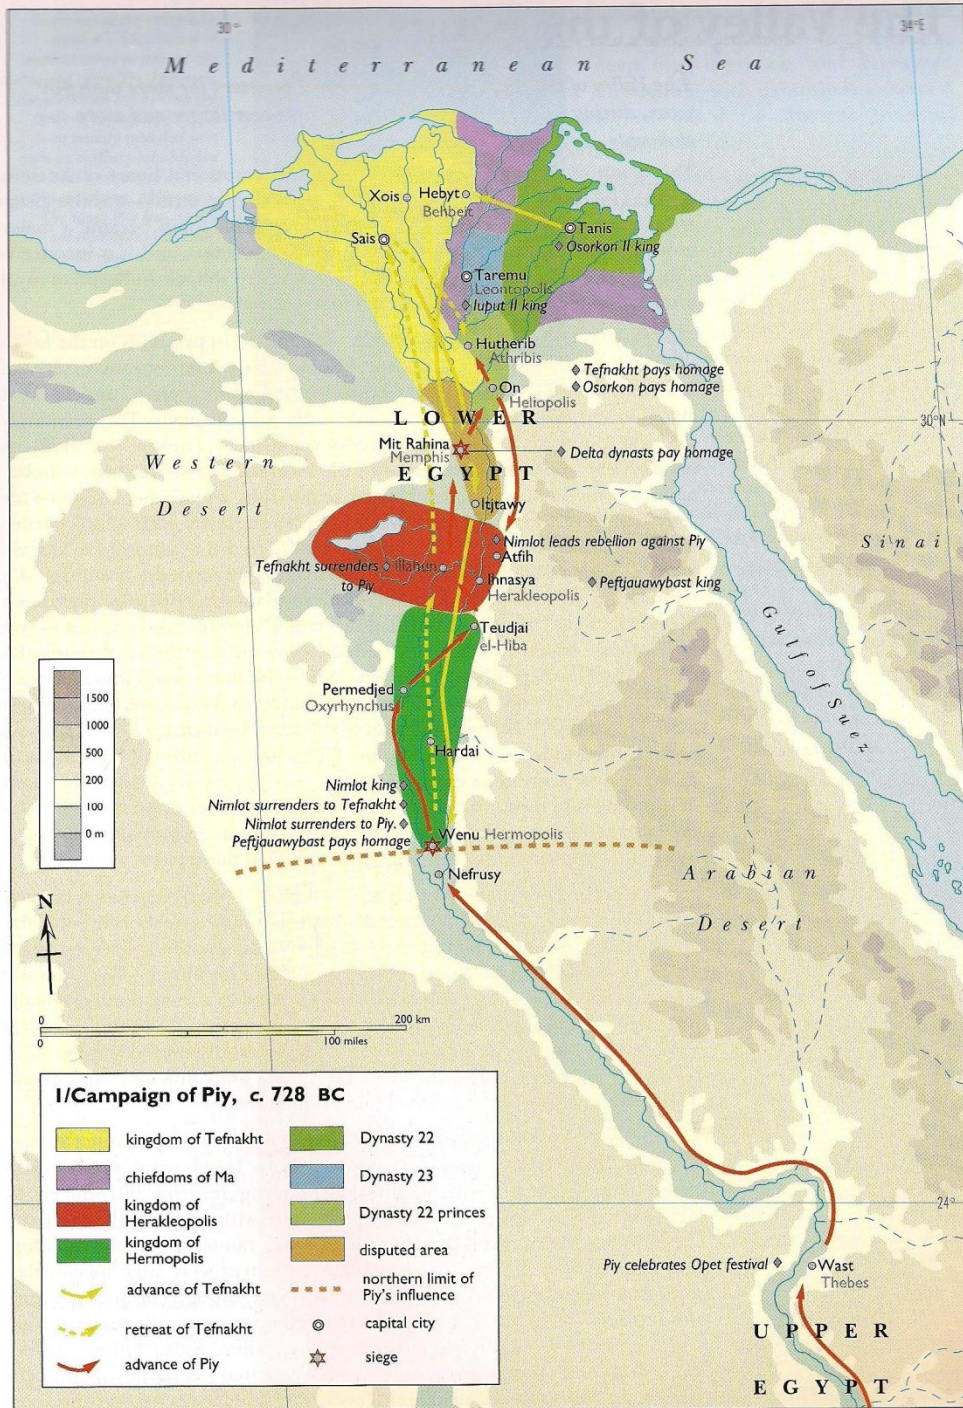 30°
34°E
Mediterranean Sea
Xois
Hebyt
Behbeit
Sais
Tanis
Osorkon II king
Taremu
Leontopolis
Iuput II king
Hutherib
Athribis
Tefnakht pays homage
Osorkon pays homage
On
Heliopolis
LOWER
30°N
Mit Rahina
Memphis
Delta dynasts pay homage
EGYPT
Western
Desert
Itjtawy
Sinai
Nimlot leads rebellion against Piy
Atfih
Tefnakht surrenders
to Piy
Illahun
Ihnasya
Herakleopolis
Peftjauawybast king
Gulf of Suez
Teudjai
el-Hiba
1500
1000
500
200
100
0 m
Permedjed
Oxyrhynchus
Hardai
Nimlot king
Nimlot surrenders to Tefnakht
Nimlot surrenders to Piy.
Peftjauawybast pays homage
Wenu Hermopolis
Nefrusy
Arabian
Desert
N
0 200 km
0 100 miles
1/Campaign of Piy, c. 728 BC
kingdom of Tefnakht
chiefdoms of Ma
kingdom of
Herakleopolis
kingdom of
Hermopolis
advance of Tefnakht
retreat of Tefnakht
advance of Piy
Dynasty 22
Dynasty 23
Dynasty 22 princes
disputed area
northern limit of
Piy's influence
capital city
siege
24°
Piy celebrates Opet festival
Wast
Thebes
UPPER
EGYPT